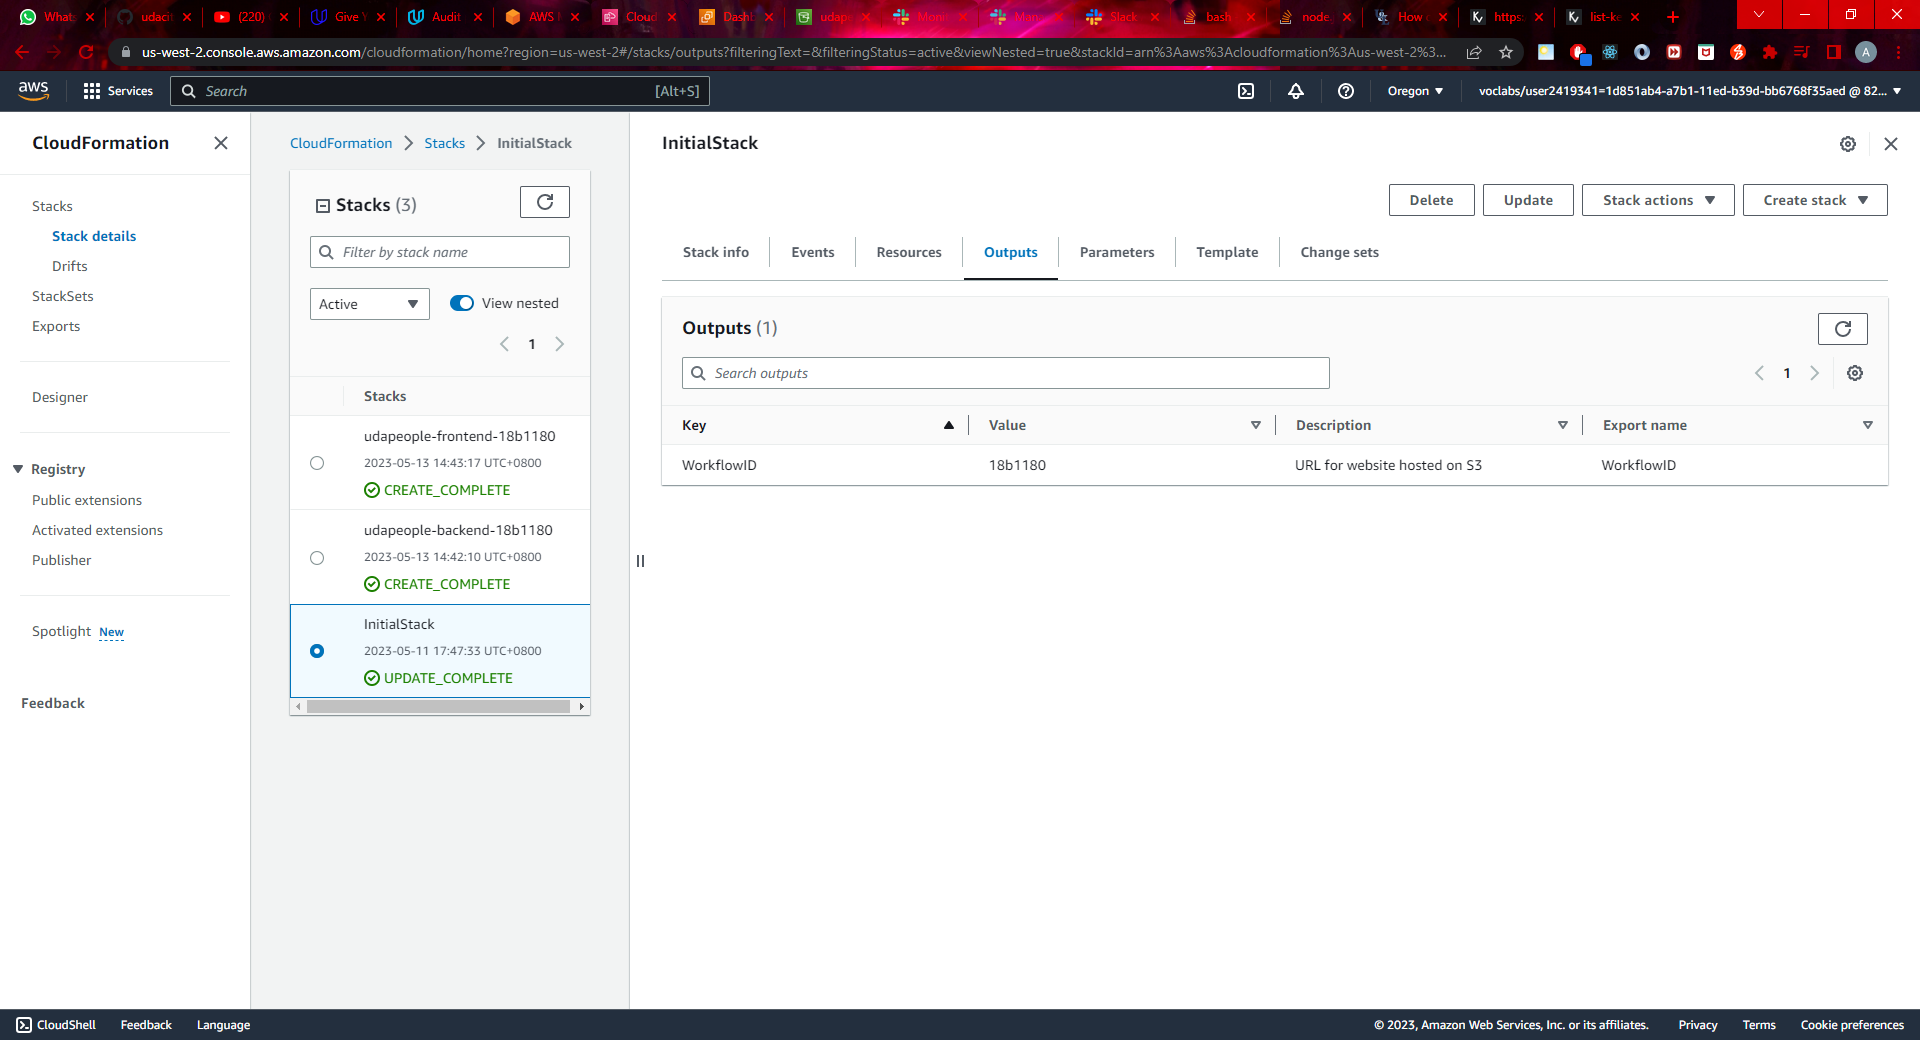 Whats
udacit
(220)
Give Y
Audit
AWS
Cloud
Dashb
udape
Moni
Mana
Slack
bash
node
How c
https
list-ke
us-west-2.console.aws.amazon.com/cloudformation/home?region=us-west-2#/stacks/outputs?filteringText=&filteringStatus=active&viewNested=true&stackId=arn%3Aaws%3Acloudformation%3Aus-west-2%3...
A
aws
Services
Search
[Alt+S]
Oregon
voclabs/user2419341=1d851ab4-a7b1-11ed-b39d-bb6768f35aed @ 82...
CloudFormation
Stacks
Stack details
Drifts
StackSets
Exports
Designer
Registry
Public extensions
Activated extensions
Publisher
Spotlight New
Feedback
CloudFormation
Stacks
InitialStack
Stacks (3)
Filter by stack name
Active
View nested
1
Stacks
udapeople-frontend-18b1180
2023-05-13 14:43:17 UTC+0800
CREATE_COMPLETE
udapeople-backend-18b1180
2023-05-13 14:42:10 UTC+0800
CREATE_COMPLETE
InitialStack
2023-05-11 17:47:33 UTC+0800
UPDATE_COMPLETE
InitialStack
Delete
Update
Stack actions
Create stack
Stack info
Events
Resources
Outputs
Parameters
Template
Change sets
Outputs (1)
Search outputs
1
Key
Value
Description
Export name
WorkflowID
18b1180
URL for website hosted on S3
WorkflowID
CloudShell
Feedback
Language
© 2023, Amazon Web Services, Inc. or its affiliates.
Privacy
Terms
Cookie preferences